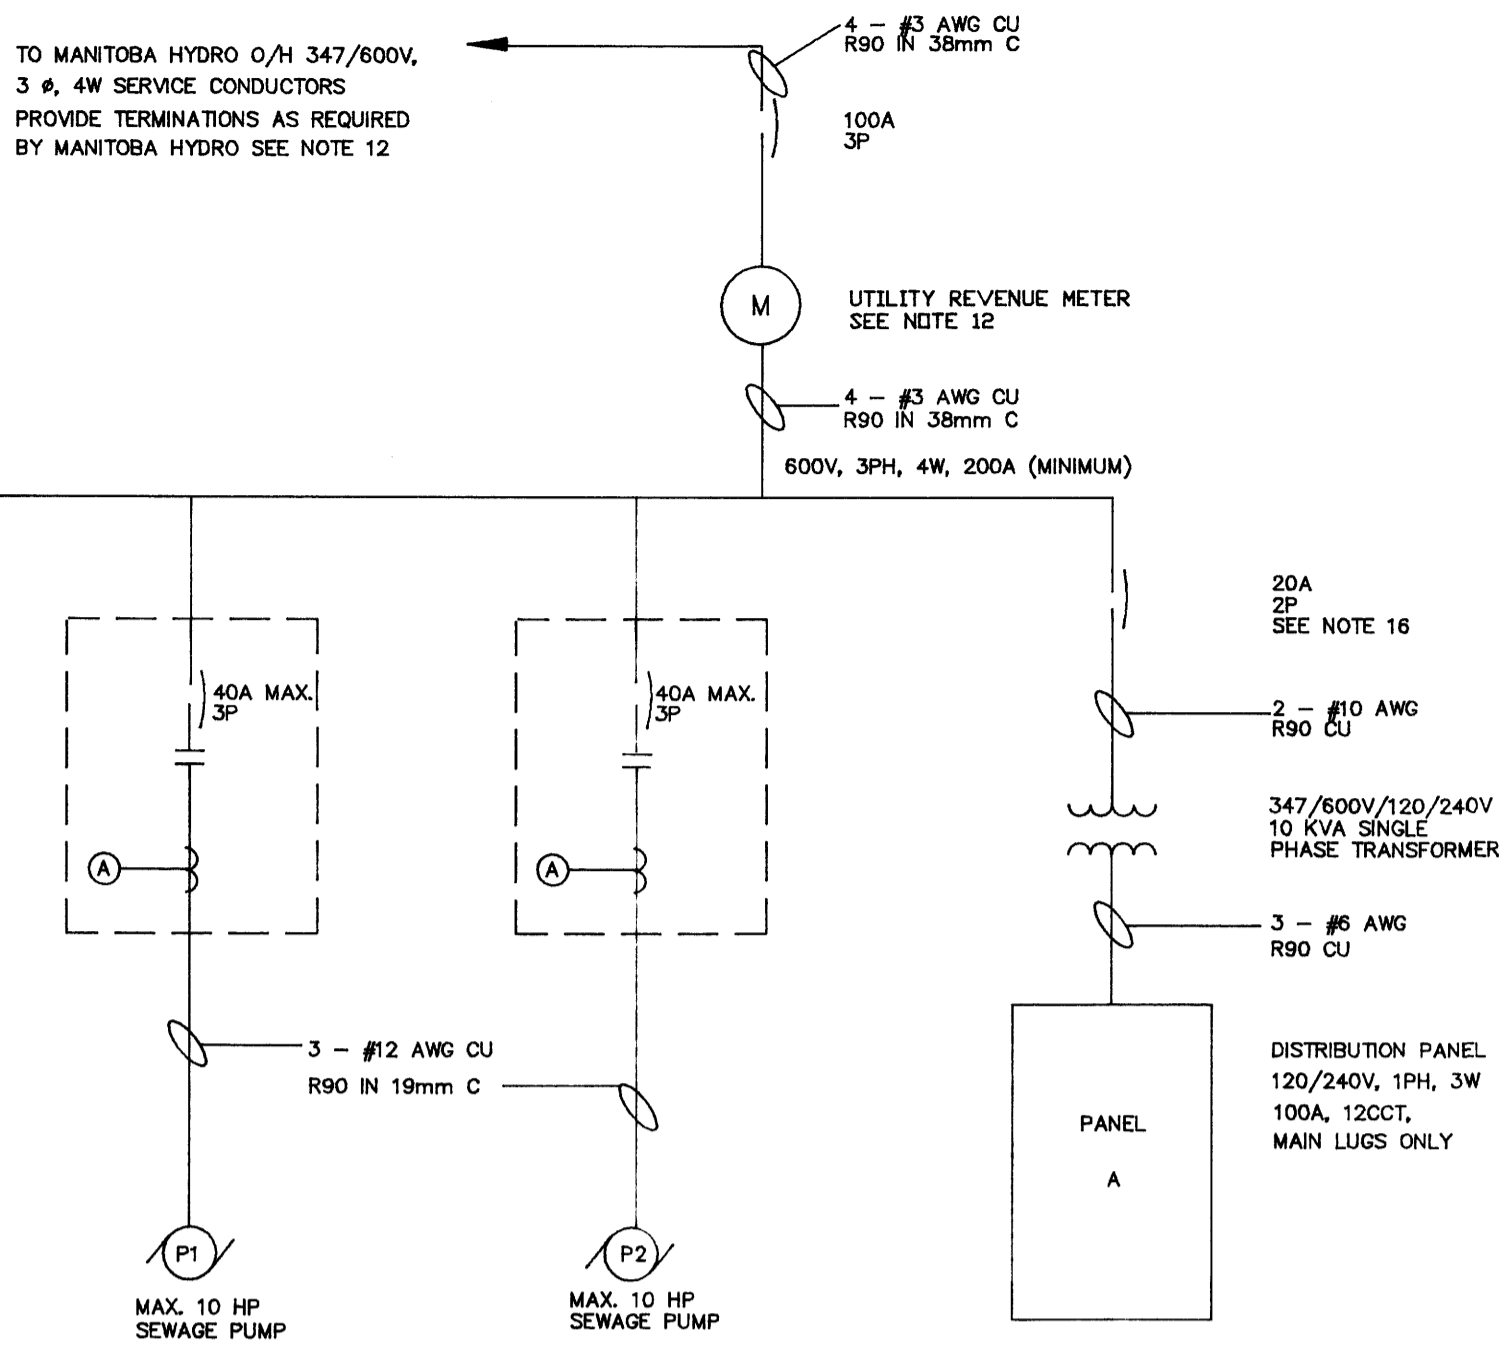 4 - #3 AWG CU
R90 IN 38mm C
TO MANITOBA HYDRO O/H 347/600V,
3 ø, 4W SERVICE CONDUCTORS
PROVIDE TERMINATIONS AS REQUIRED
BY MANITOBA HYDRO SEE NOTE 12
100A
3P
M
UTILITY REVENUE METER
SEE NOTE 12
4 - #3 AWG CU
R90 IN 38mm C
600V, 3PH, 4W, 200A (MINIMUM)
40A MAX.
3P
A
40A MAX.
3P
A
20A
2P
SEE NOTE 16
2 - #10 AWG
R90 CU
347/600V/120/240V
10 KVA SINGLE
PHASE TRANSFORMER
3 - #6 AWG
R90 CU
3 - #12 AWG CU
R90 IN 19mm C
PANEL
A
DISTRIBUTION PANEL
120/240V, 1PH, 3W
100A, 12CCT,
MAIN LUGS ONLY
P1
MAX. 10 HP
SEWAGE PUMP
P2
MAX. 10 HP
SEWAGE PUMP